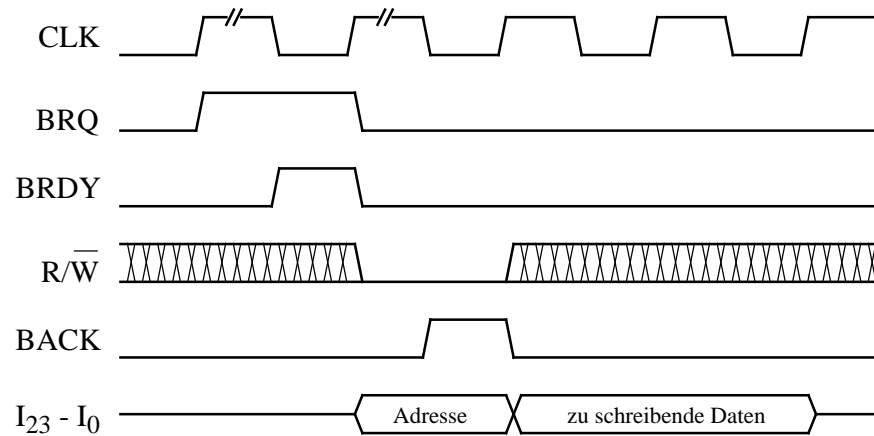 CLK
BRQ
BRDY
R/W̅
BACK
I₂₃ - I₀ Adresse zu schreibende Daten